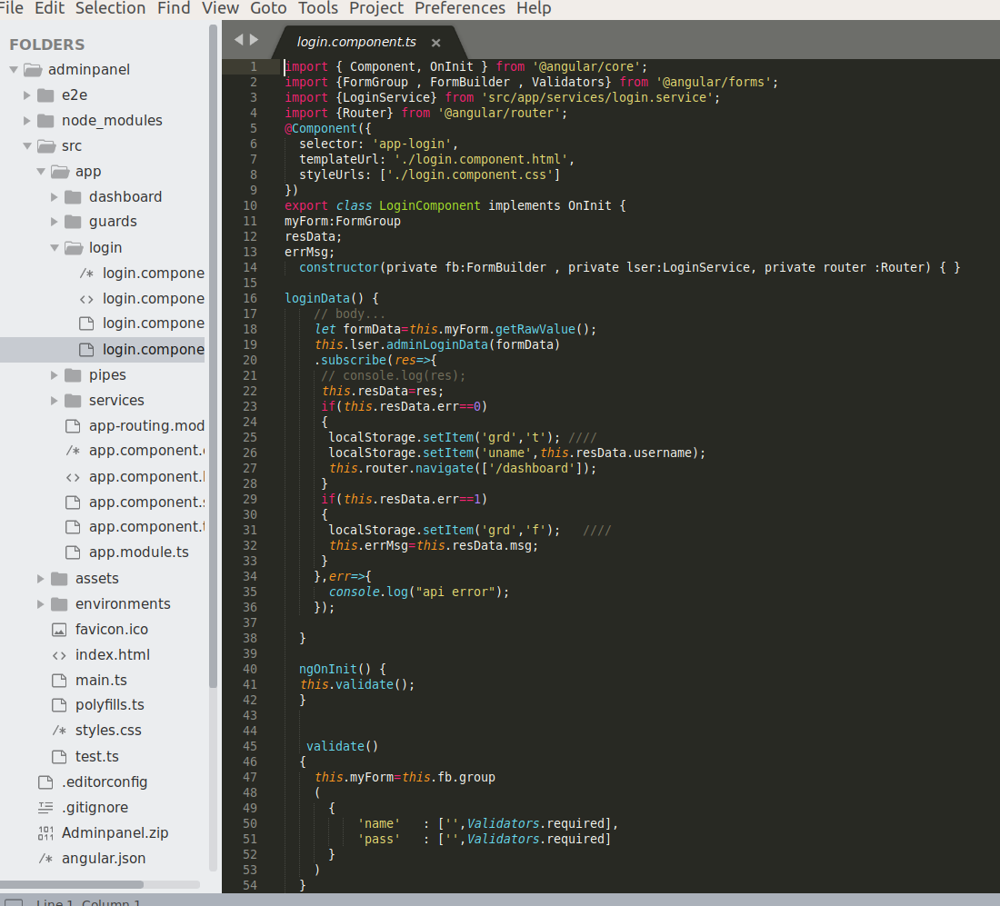 File Edit Selection Find View Goto Tools Project Preferences Help
FOLDERS
adminpanel
e2e
node_modules
src
app
dashboard
guards
login
/* login.compone
<> login.compone
login.compone
login.compone
pipes
services
app-routing.mod
/* app.component.
<> app.component.
app.component.
app.component.
app.module.ts
assets
environments
favicon.ico
<> index.html
main.ts
polyfills.ts
/* styles.css
test.ts
.editorconfig
.gitignore
Adminpanel.zip
/* angular.json
login.component.ts ×
1 import { Component, OnInit } from '@angular/core';
2 import {FormGroup , FormBuilder , Validators} from '@angular/forms';
3 import {LoginService} from 'src/app/services/login.service';
4 import {Router} from '@angular/router';
5 @Component({
6   selector: 'app-login',
7   templateUrl: './login.component.html',
8   styleUrls: ['./login.component.css']
9 })
10 export class LoginComponent implements OnInit {
11 myForm:FormGroup
12 resData;
13 errMsg;
14   constructor(private fb:FormBuilder , private lser:LoginService, private router :Router) { }
15
16 loginData() {
17     // body...
18     let formData=this.myForm.getRawValue();
19     this.lser.adminLoginData(formData)
20     .subscribe(res=>{
21      // console.log(res);
22      this.resData=res;
23      if(this.resData.err==0)
24      {
25       localStorage.setItem('grd','t'); ////
26       localStorage.setItem('uname',this.resData.username);
27       this.router.navigate(['/dashboard']);
28      }
29      if(this.resData.err==1)
30      {
31       localStorage.setItem('grd','f');   ////
32       this.errMsg=this.resData.msg;
33      }
34     },err=>{
35       console.log("api error");
36     });
37
38   }
39
40   ngOnInit() {
41   this.validate();
42   }
43
44
45    validate()
46   {
47     this.myForm=this.fb.group
48     (
49       {
50           'name'   : ['',Validators.required],
51           'pass'   : ['',Validators.required]
52       }
53     )
54   }
Line 1, Column 1